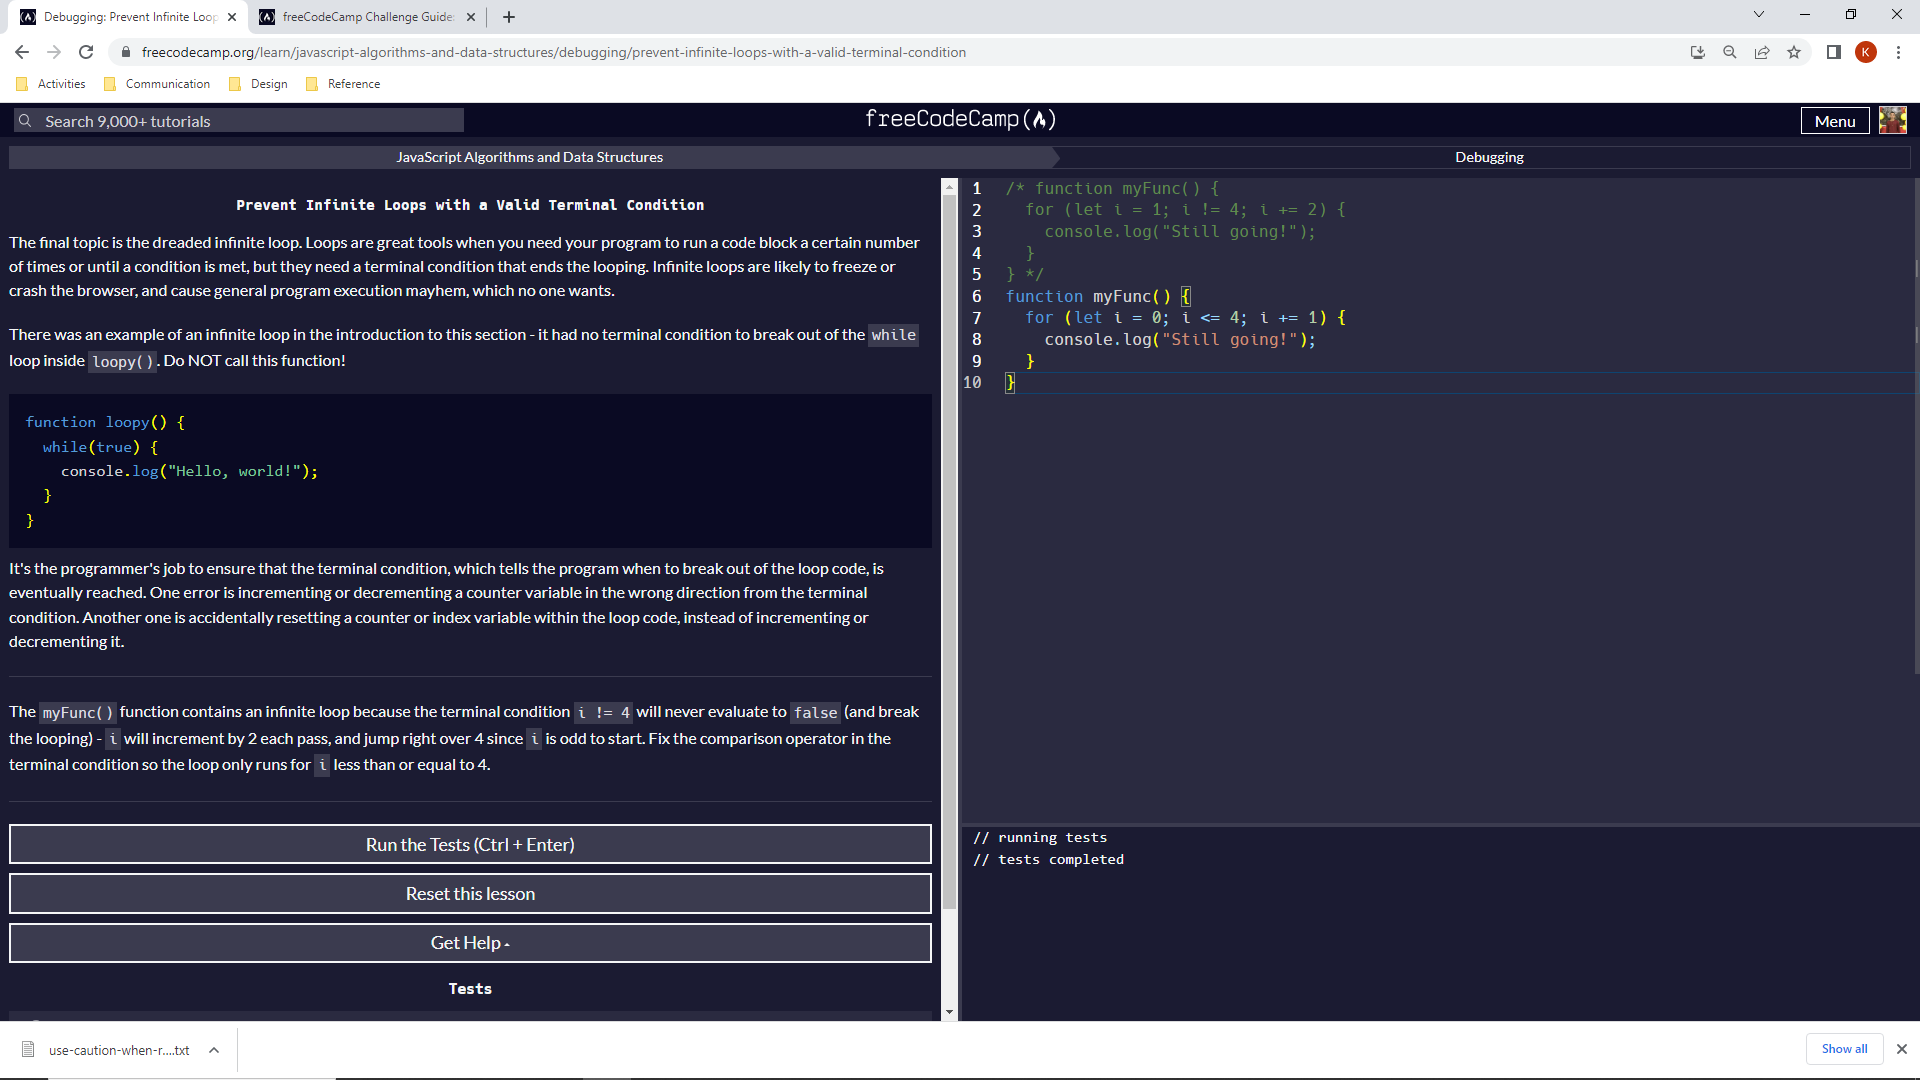 Debugging: Prevent Infinite Loop
freeCodeCamp Challenge Guide:
freecodecamp.org/learn/javascript-algorithms-and-data-structures/debugging/prevent-infinite-loops-with-a-valid-terminal-condition
K
Activities
Communication
Design
Reference
Search 9,000+ tutorials
freeCodeCamp
Menu
JavaScript Algorithms and Data Structures
Debugging
Prevent Infinite Loops with a Valid Terminal Condition
The final topic is the dreaded infinite loop. Loops are great tools when you need your program to run a code block a certain number
of times or until a condition is met, but they need a terminal condition that ends the looping. Infinite loops are likely to freeze or
crash the browser, and cause general program execution mayhem, which no one wants.
There was an example of an infinite loop in the introduction to this section - it had no terminal condition to break out of the while
loop inside loopy(). Do NOT call this function!
function loopy() {
while(true) {
console.log("Hello, world!");
}
}
It's the programmer's job to ensure that the terminal condition, which tells the program when to break out of the loop code, is
eventually reached. One error is incrementing or decrementing a counter variable in the wrong direction from the terminal
condition. Another one is accidentally resetting a counter or index variable within the loop code, instead of incrementing or
decrementing it.
The myFunc() function contains an infinite loop because the terminal condition i != 4 will never evaluate to false (and break
the looping) - i will increment by 2 each pass, and jump right over 4 since i is odd to start. Fix the comparison operator in the
terminal condition so the loop only runs for i less than or equal to 4.
Run the Tests (Ctrl + Enter)
Reset this lesson
Get Help
Tests
1 /* function myFunc() {
2 for (let i = 1; i != 4; i += 2) {
3 console.log("Still going!");
4 }
5 } */
6 function myFunc() {
7 for (let i = 0; i <= 4; i += 1) {
8 console.log("Still going!");
9 }
10 }
// running tests
// tests completed
use-caution-when-r....txt
Show all